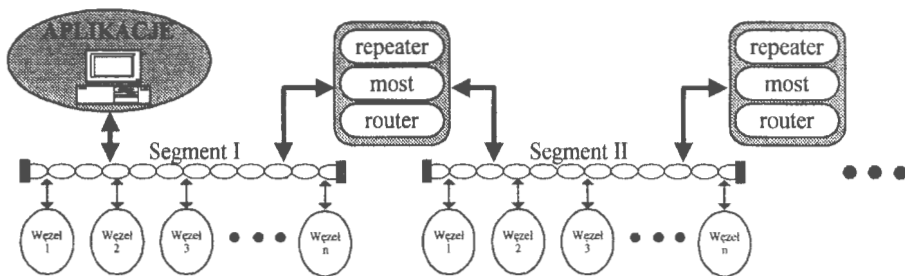 APLIKACJE
repeater
most
router
repeater
most
router
Segment I
Segment II
Węzeł
1
Węzeł
2
Węzeł
3
Węzeł
n
Węzeł
1
Węzeł
2
Węzeł
3
Węzeł
n